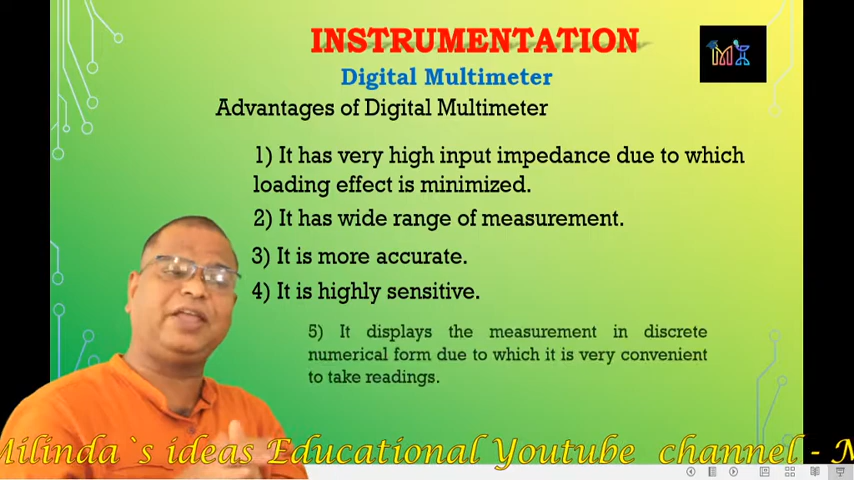 INSTRUMENTATION
Digital Multimeter
MI
Advantages of Digital Multimeter
1) It has very high input impedance due to which
loading effect is minimized.
2) It has wide range of measurement.
3) It is more accurate.
4) It is highly sensitive.
5) It displays the measurement in discrete
numerical form due to which it is very convenient
to take readings.
Milinda`s ideas Educational Youtube channel - M